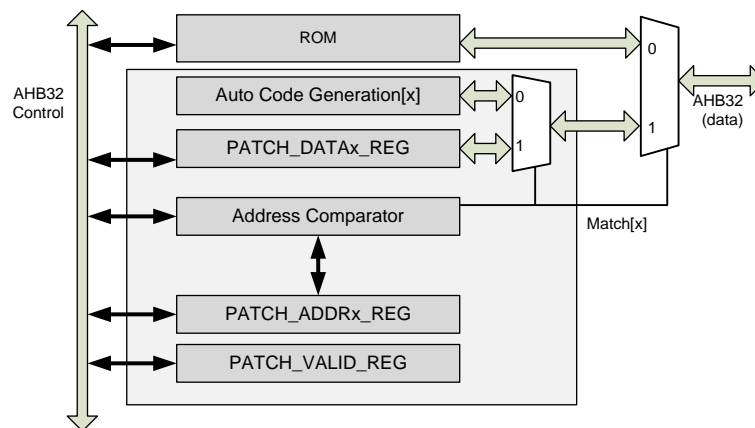 ROM
0
AHB32
Control
Auto Code Generation[x]
0
AHB32
(data)
PATCH_DATAx_REG
1
1
Address Comparator
Match[x]
PATCH_ADDRx_REG
PATCH_VALID_REG